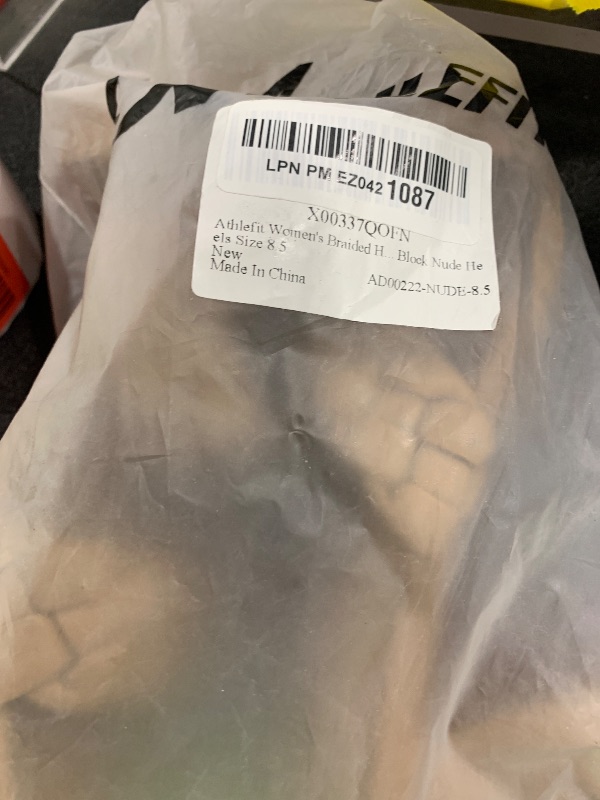 LPN PM EZ042 1087
X00337QOFN
Athlefit Women's Braided H... Block Nude He
els Size 8.5
New
Made In China AD00222-NUDE-8.5